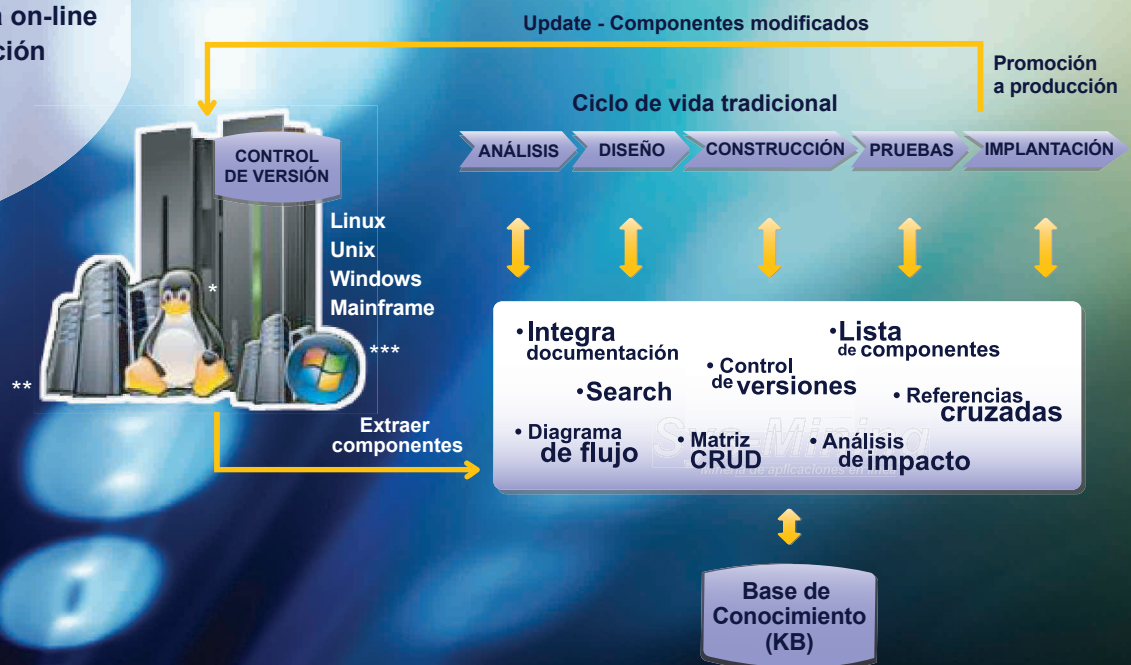 a on-line
ción
Update - Componentes modificados
Promoción
a producción
Ciclo de vida tradicional
ANÁLISIS
DISEÑO
CONSTRUCCIÓN
PRUEBAS
IMPLANTACIÓN
CONTROL
DE VERSIÓN
Linux
Unix
Windows
Mainframe
*
**
***
Extraer
componentes
• Integra
documentación
• Lista
de componentes
• Control
de versiones
• Search
• Referencias
cruzadas
• Diagrama
de flujo
• Matriz
CRUD
• Análisis
de impacto
Sys-Mining
Base de
Conocimiento
(KB)